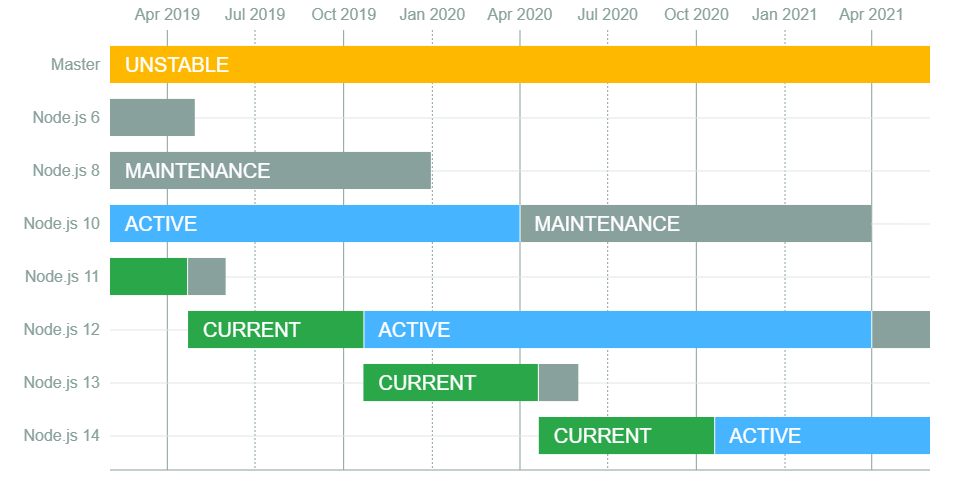 Apr 2019 Jul 2019 Oct 2019 Jan 2020 Apr 2020 Jul 2020 Oct 2020 Jan 2021 Apr 2021
Master UNSTABLE
Node.js 6
Node.js 8 MAINTENANCE
Node.js 10 ACTIVE MAINTENANCE
Node.js 11
Node.js 12 CURRENT ACTIVE
Node.js 13 CURRENT
Node.js 14 CURRENT ACTIVE